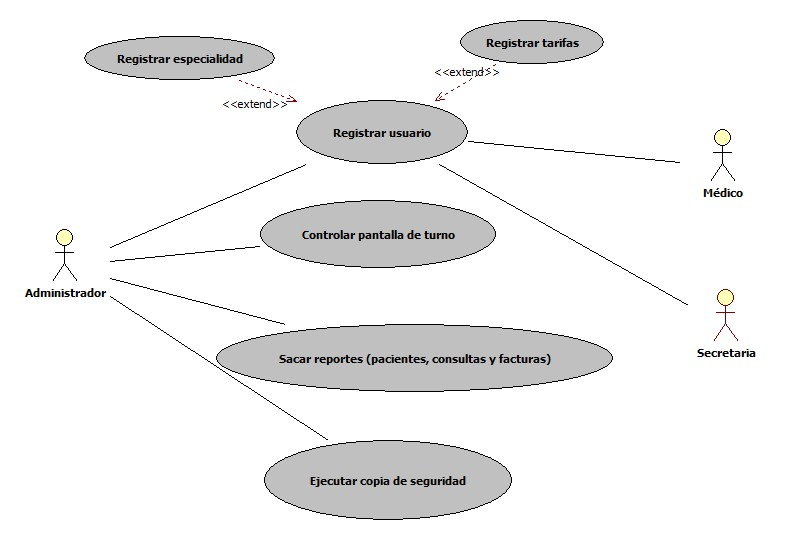 Registrar tarifas
Registrar especialidad
<<extend>>
<<extend>>
Registrar usuario
Médico
Controlar pantalla de turno
Administrador
Secretaria
Sacar reportes (pacientes, consultas y facturas)
Ejecutar copia de seguridad